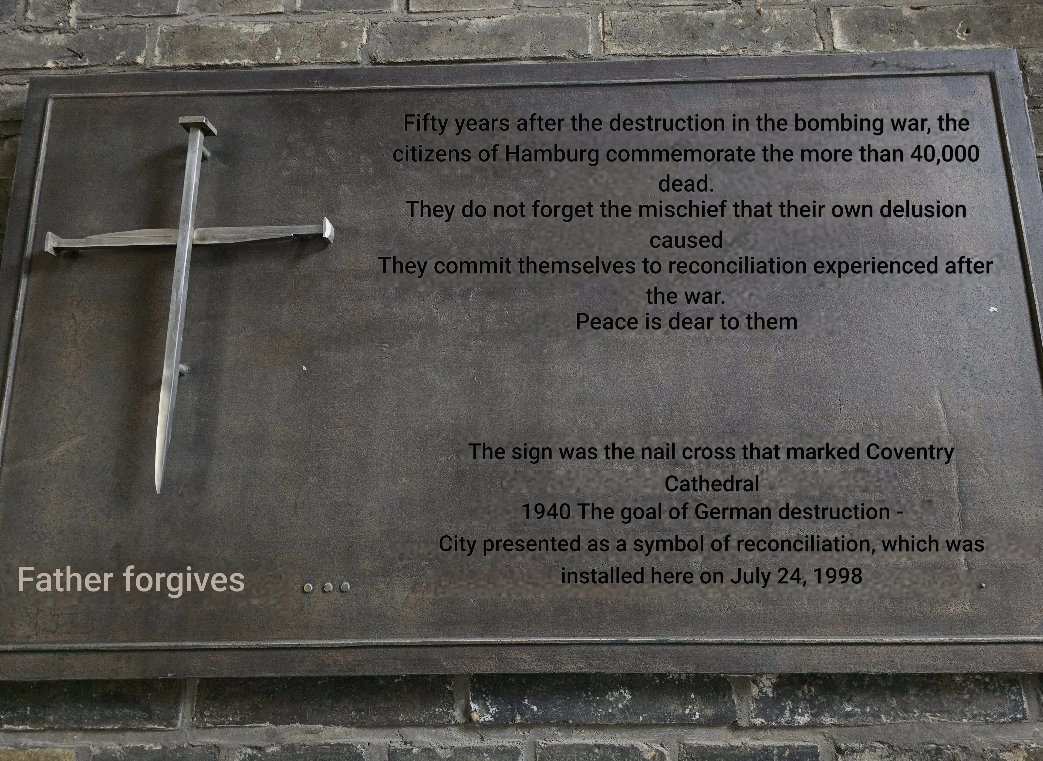 Fifty years after the destruction in the bombing war, the
citizens of Hamburg commemorate the more than 40,000
dead.
They do not forget the mischief that their own delusion
caused
They commit themselves to reconciliation experienced after
the war.
Peace is dear to them
The sign was the nail cross that marked Coventry
Cathedral
1940 The goal of German destruction -
City presented as a symbol of reconciliation, which was
installed here on July 24, 1998
Father forgives